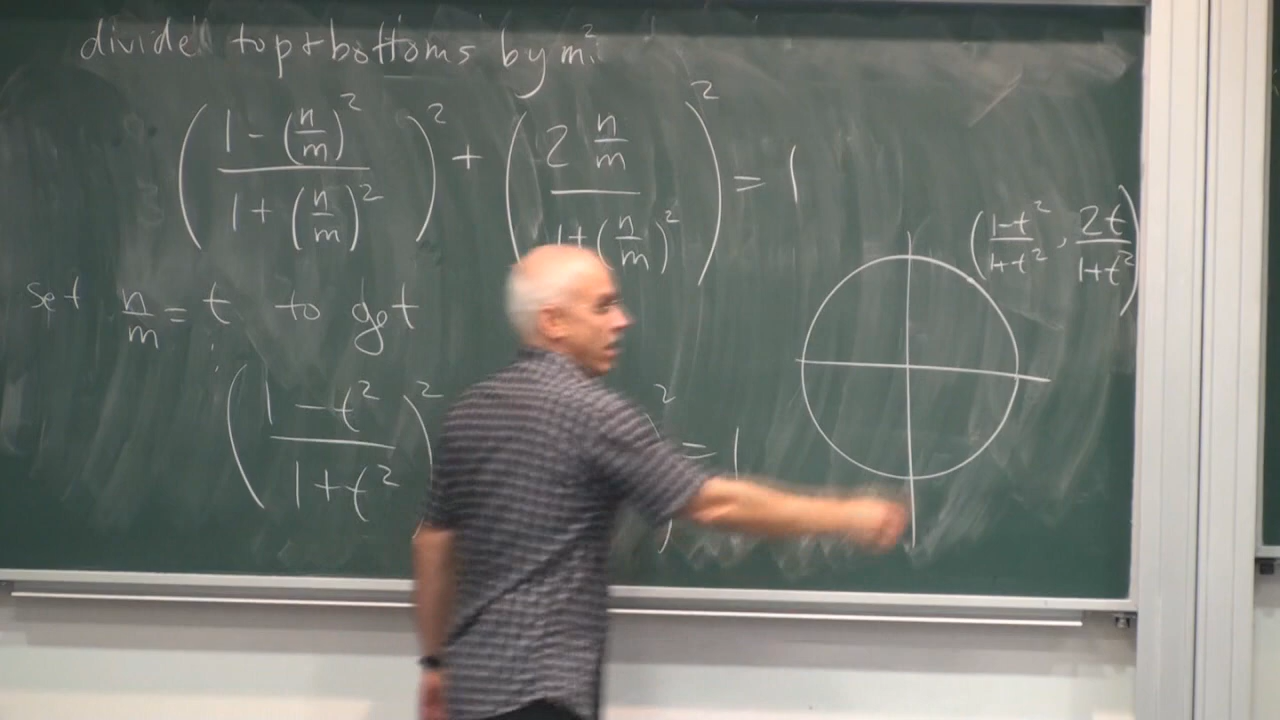 divide top+bottoms by m²:
(1-(n/m)²/1+(n/m)²)² + (2 n/m/1+(n/m)²)² = 1
(1-t²/1+t², 2t/1+t²)
set n/m = t to get
(1-t²/1+t²)² ² = 1